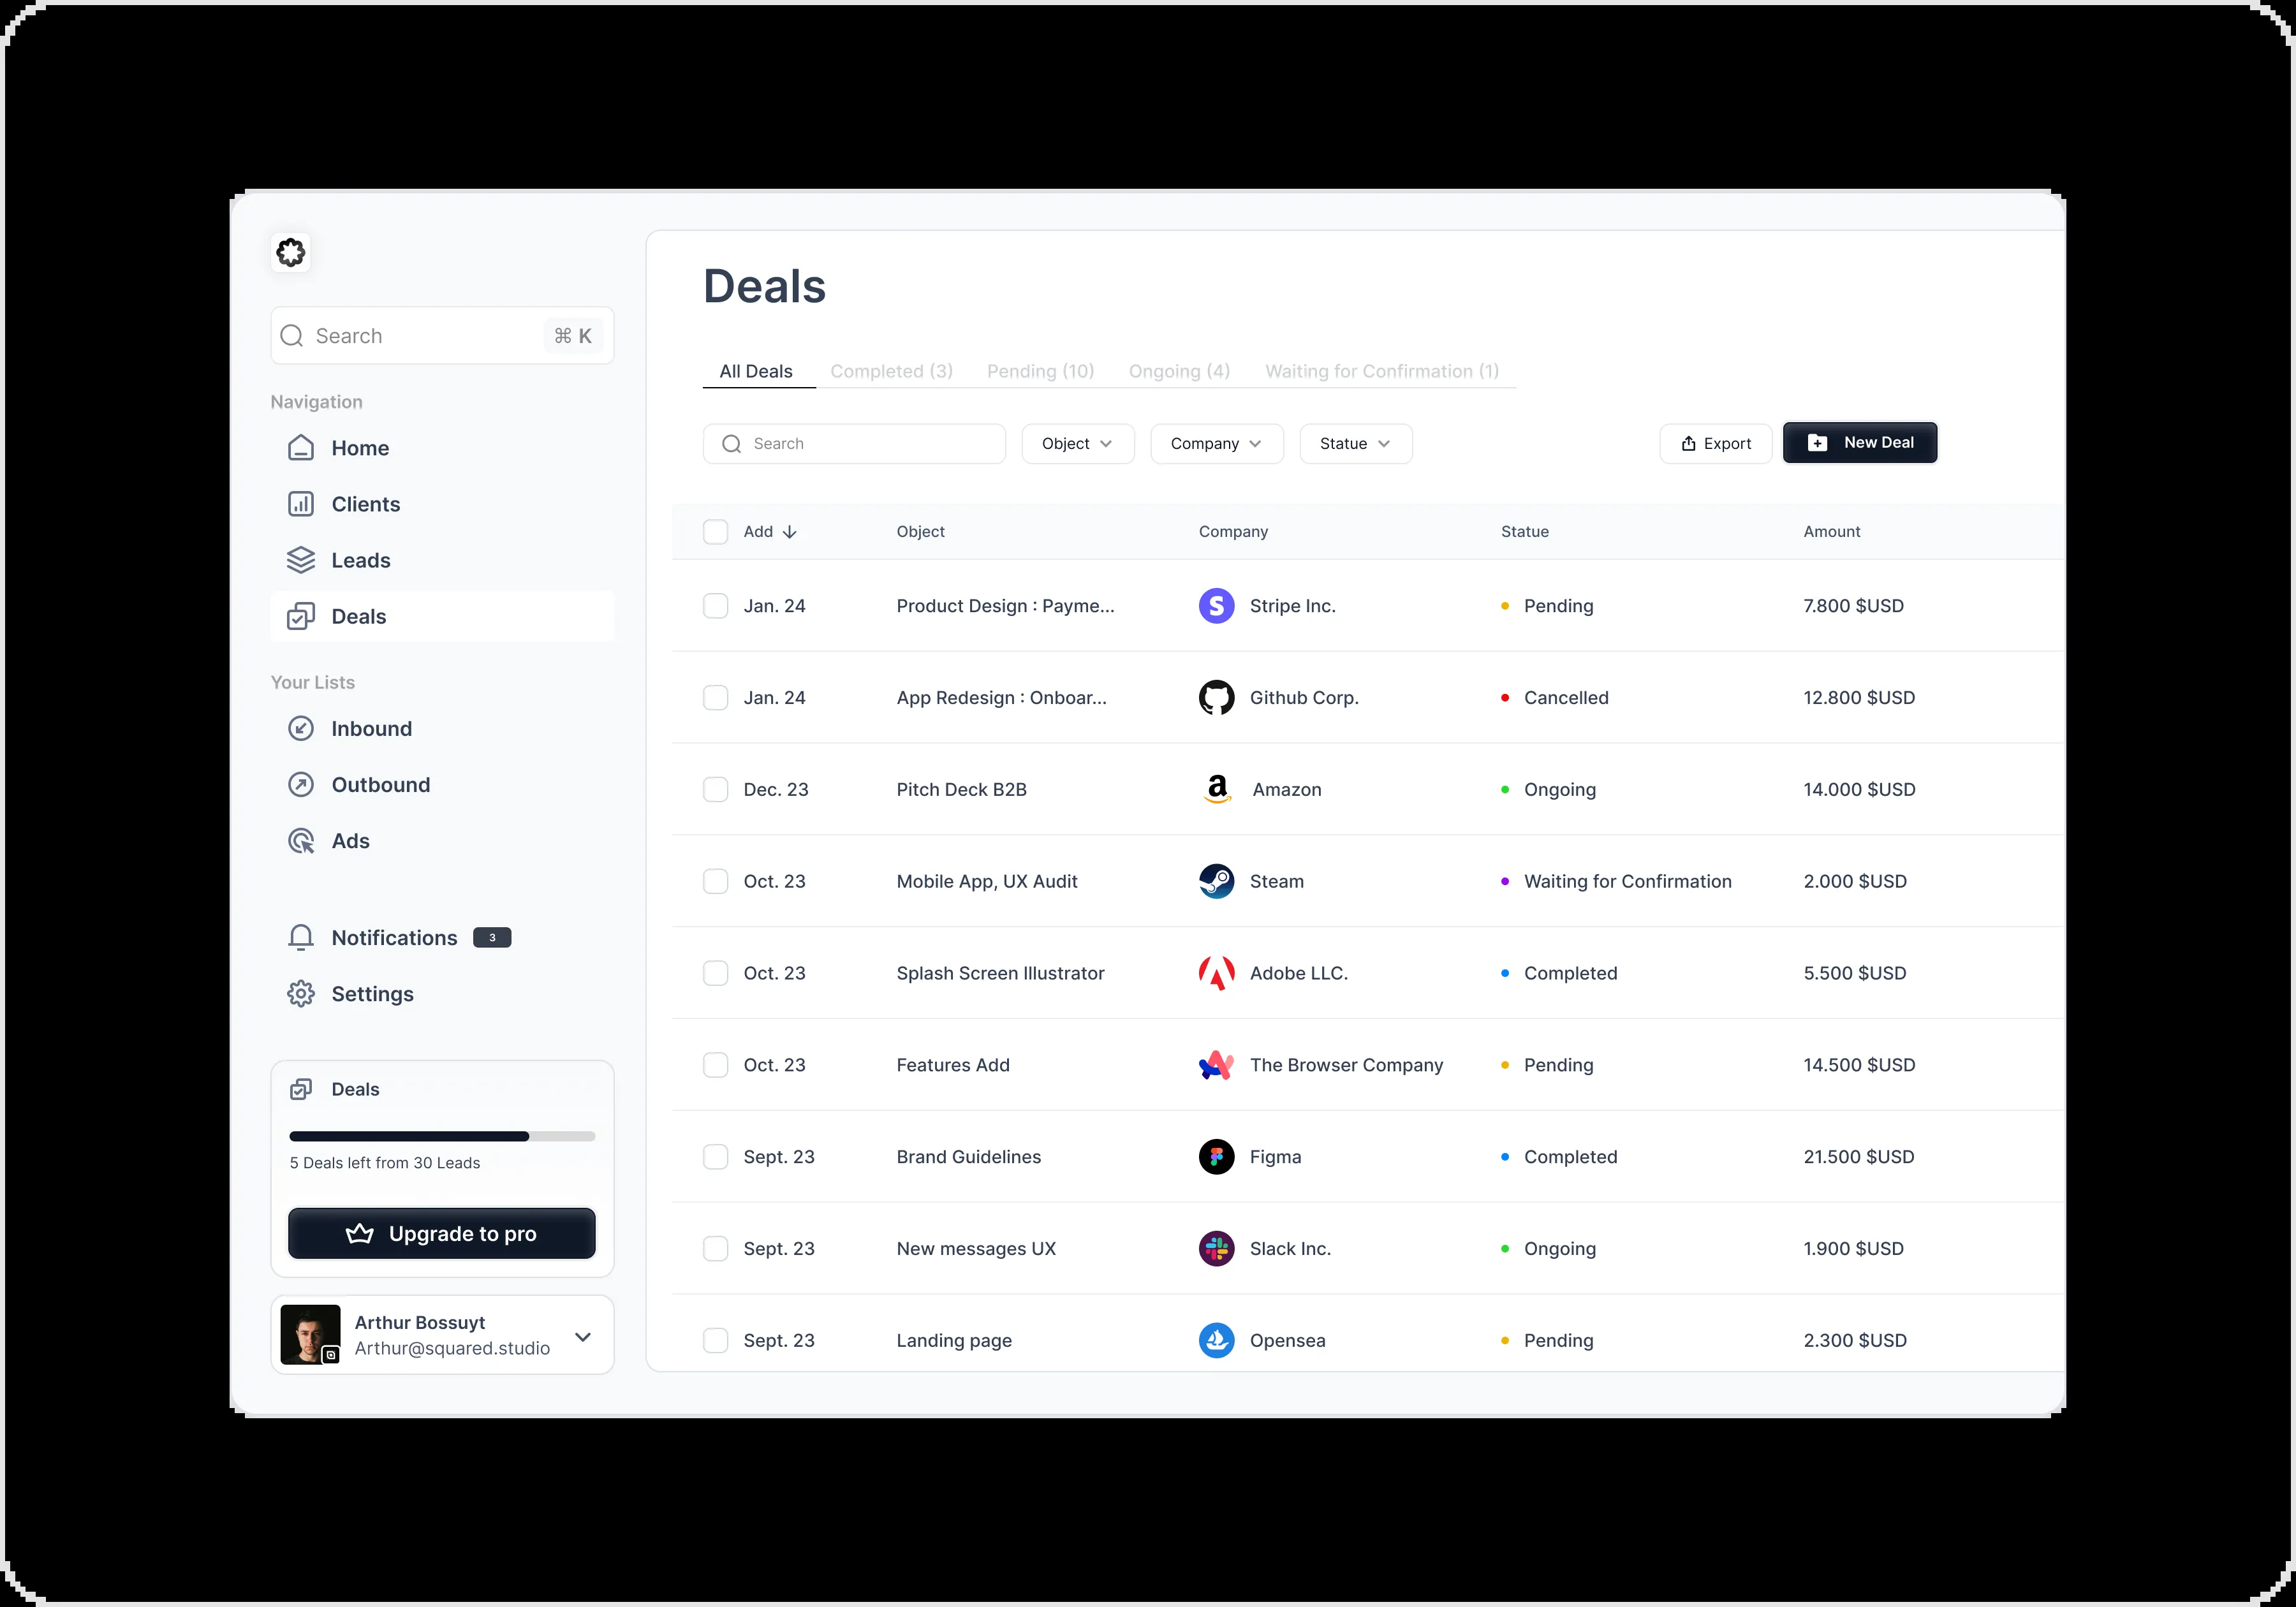 Search ⌘ K
Navigation
Home
Clients
Leads
Deals
Your Lists
Inbound
Outbound
Ads
Notifications 3
Settings
Deals
5 Deals left from 30 Leads
Upgrade to pro
Arthur Bossuyt
Arthur@squared.studio
Deals
All Deals Completed (3) Pending (10) Ongoing (4) Waiting for Confirmation (1)
Search Object Company Statue Export New Deal
Add Object Company Statue Amount
Jan. 24 Product Design : Payme... Stripe Inc. Pending 7.800 $USD
Jan. 24 App Redesign : Onboar... Github Corp. Cancelled 12.800 $USD
Dec. 23 Pitch Deck B2B Amazon Ongoing 14.000 $USD
Oct. 23 Mobile App, UX Audit Steam Waiting for Confirmation 2.000 $USD
Oct. 23 Splash Screen Illustrator Adobe LLC. Completed 5.500 $USD
Oct. 23 Features Add The Browser Company Pending 14.500 $USD
Sept. 23 Brand Guidelines Figma Completed 21.500 $USD
Sept. 23 New messages UX Slack Inc. Ongoing 1.900 $USD
Sept. 23 Landing page Opensea Pending 2.300 $USD